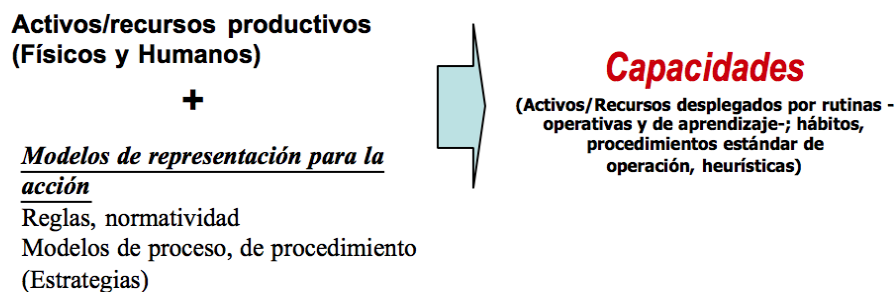 Activos/recursos productivos
(Físicos y Humanos)
+
Modelos de representación para la
acción
Reglas, normatividad
Modelos de proceso, de procedimiento
(Estrategias)
Capacidades
(Activos/Recursos desplegados por rutinas -
operativas y de aprendizaje-; hábitos,
procedimientos estándar de
operación, heurísticas)